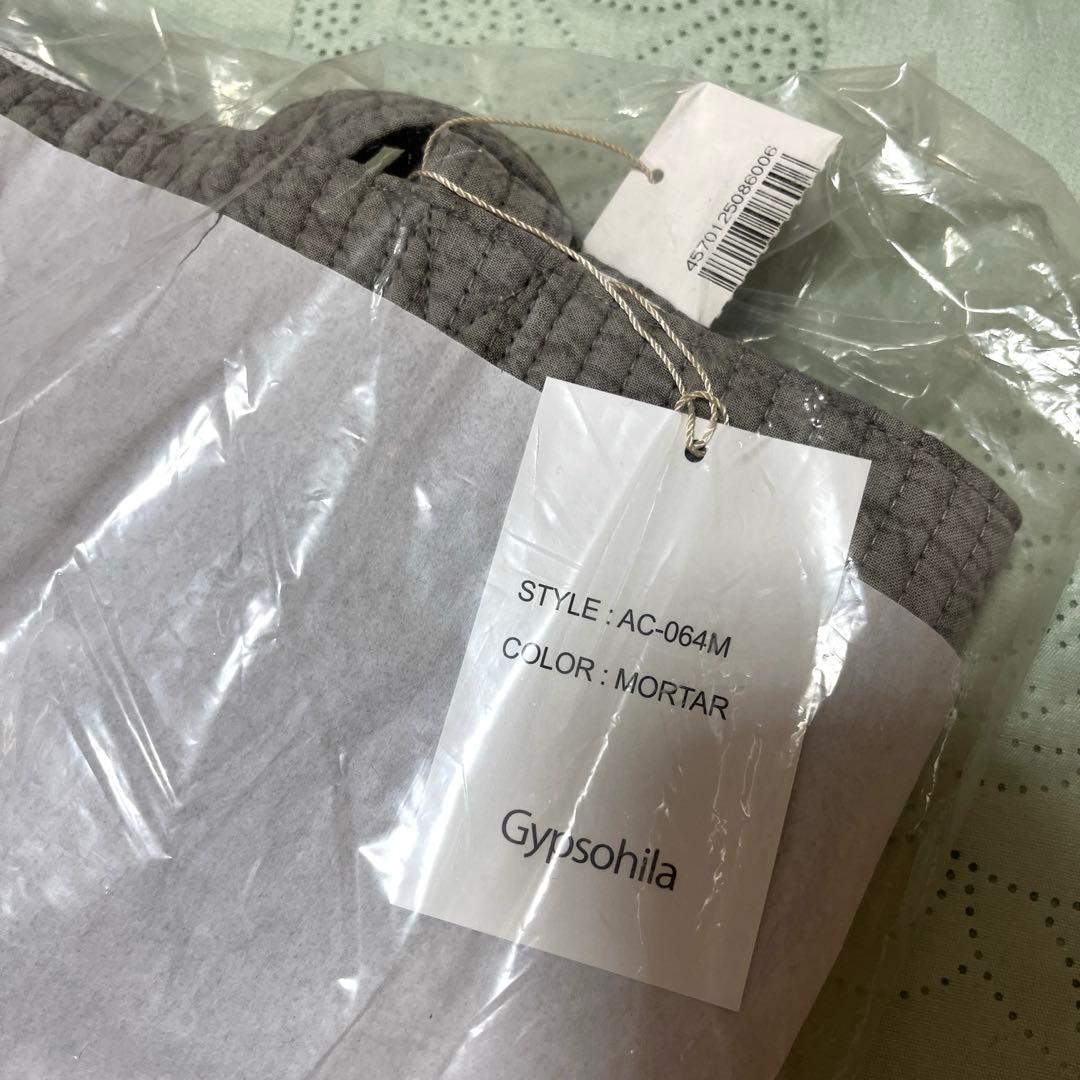 4570125086006
STYLE : AC-064M
COLOR : MORTAR
Gypsohila